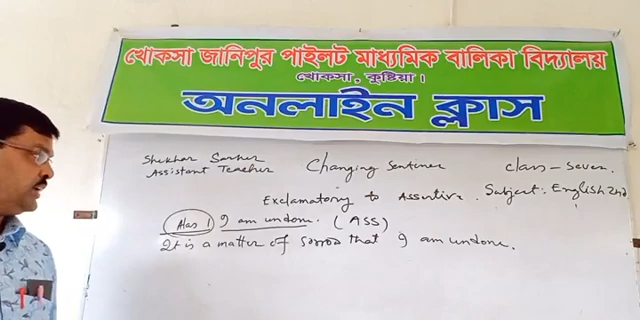 খোকসা জানিপুর পাইলট মাধ্যমিক বালিকা বিদ্যালয়
খোকসা, কুষ্টিয়া।
অনলাইন ক্লাস
Shekhar Sarker
Assistant Teacher
Changing Sentence
Class - Seven
Subject: English 2nd
Exclamatory to Assertive.
Alas! I am undone. (ASS)
It is a matter of sorrow that I am undone.